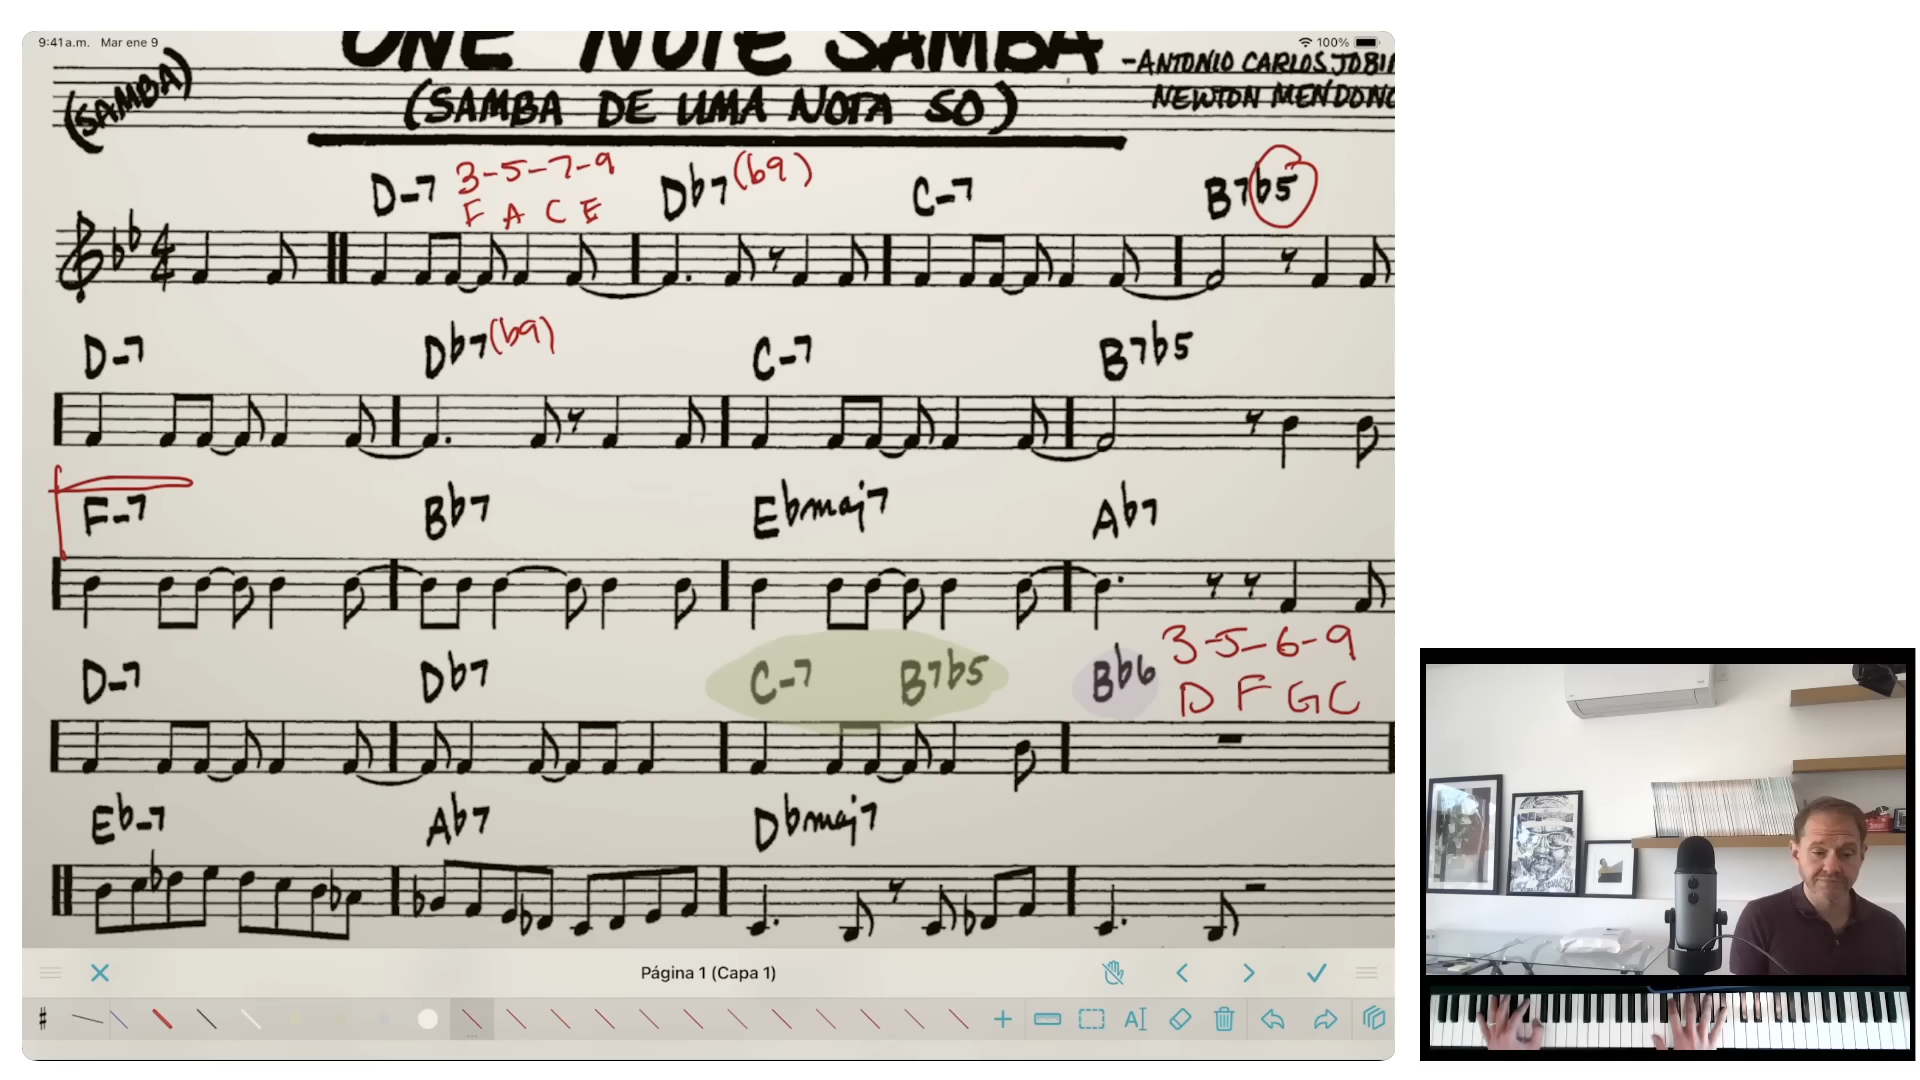 9:41 a.m. Mar ene 9
100%
ONE NOTE SAMBA
-ANTONIO CARLOS JOBI
(SAMBA)
(SAMBA DE UMA NOTA SO)
NEWTON MENDONC
D-7 3-5-7-9 Db7(b9) C-7 B7b5
F A C E
D-7 Db7(b9) C-7 B7b5
F-7 Bb7 Ebmaj7 Ab7
D-7 Db7 C-7 B7b5 Bb6 3-5-6-9
D F G C
Eb-7 Ab7 Dbmaj7
Página 1 (Capa 1)